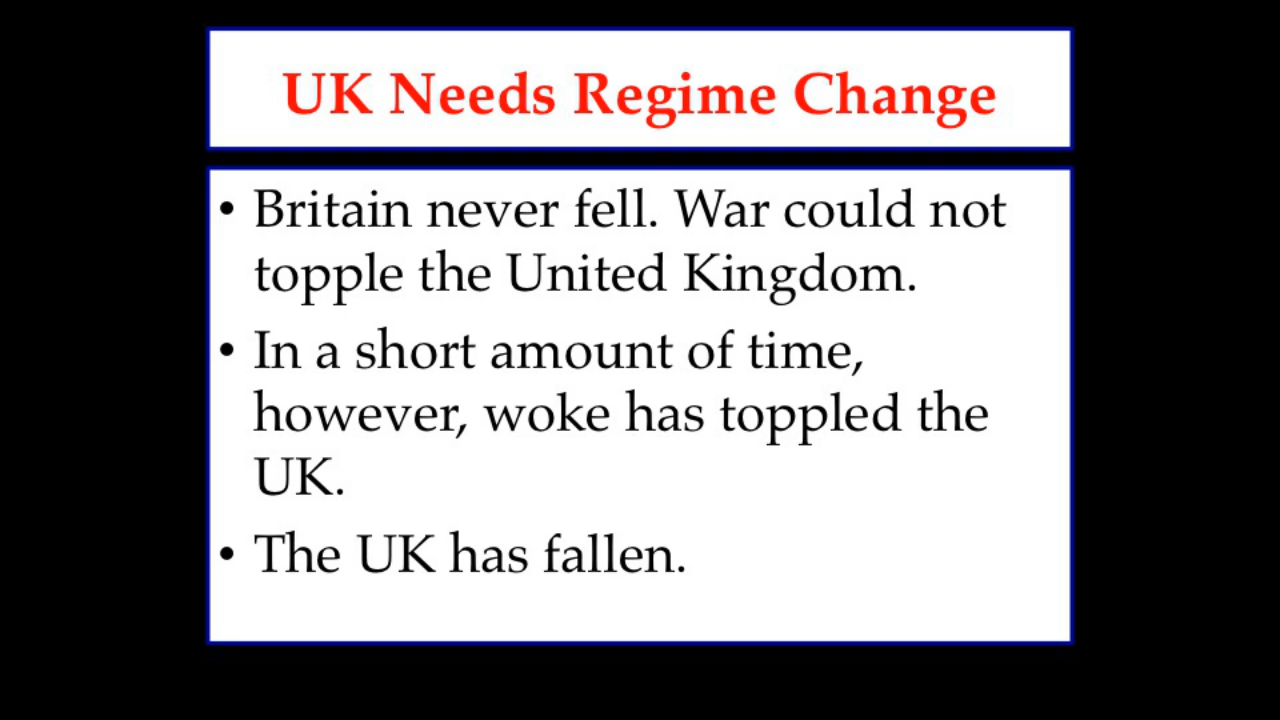 UK Needs Regime Change
• Britain never fell. War could not
topple the United Kingdom.
• In a short amount of time,
however, woke has toppled the
UK.
• The UK has fallen.